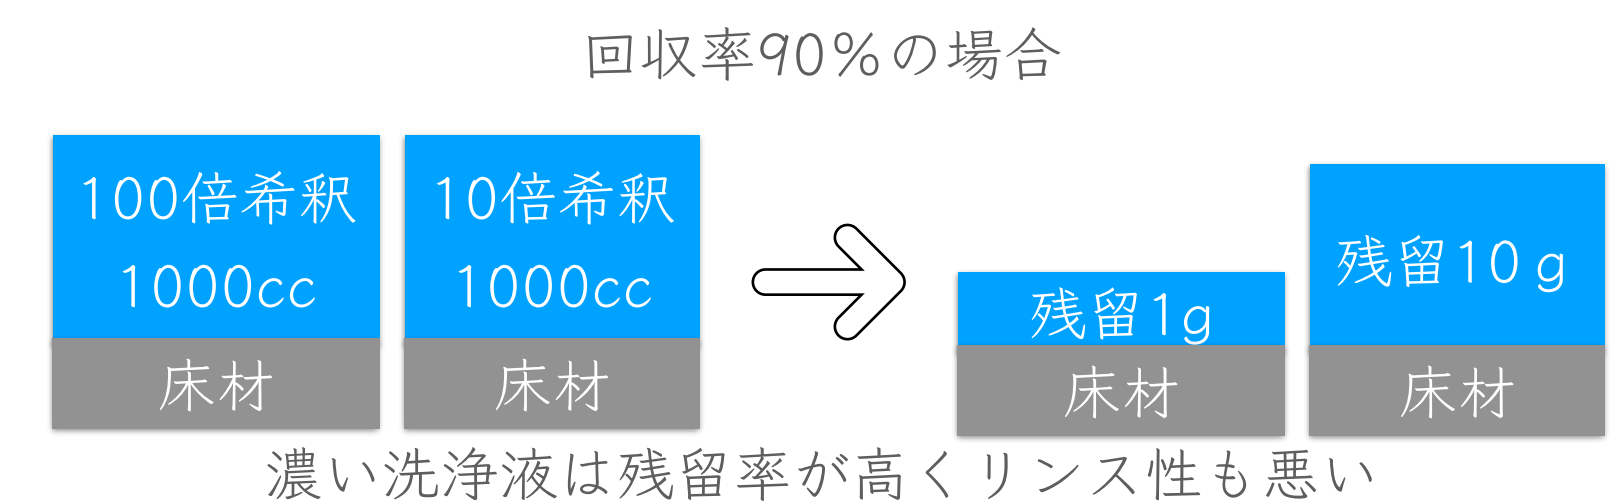 回収率90%の場合
100倍希釈
1000cc
床材
10倍希釈
1000cc
床材
残留1g
床材
残留10g
床材
濃い洗浄液は残留率が高くリンス性も悪い